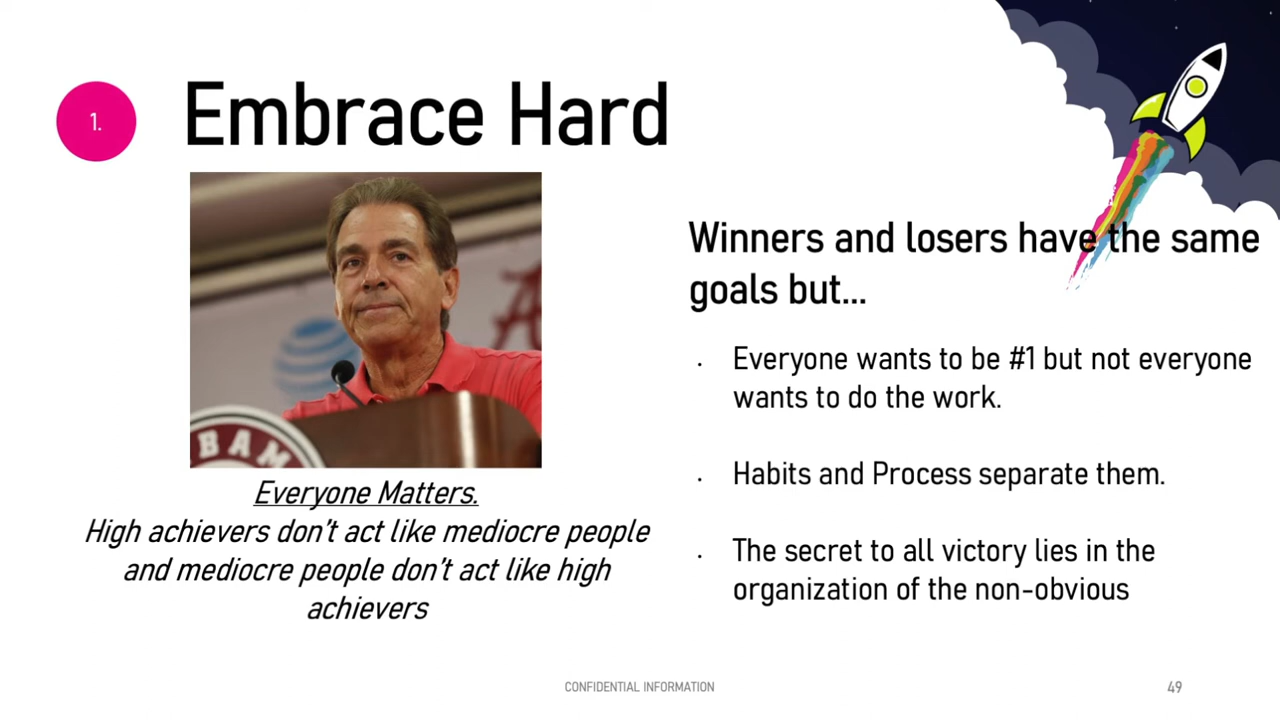 1.
Embrace Hard
BAM
Everyone Matters.
High achievers don't act like mediocre people
and mediocre people don't act like high
achievers
Winners and losers have the same
goals but...
• Everyone wants to be #1 but not everyone
wants to do the work.
• Habits and Process separate them.
• The secret to all victory lies in the
organization of the non-obvious
CONFIDENTIAL INFORMATION
49